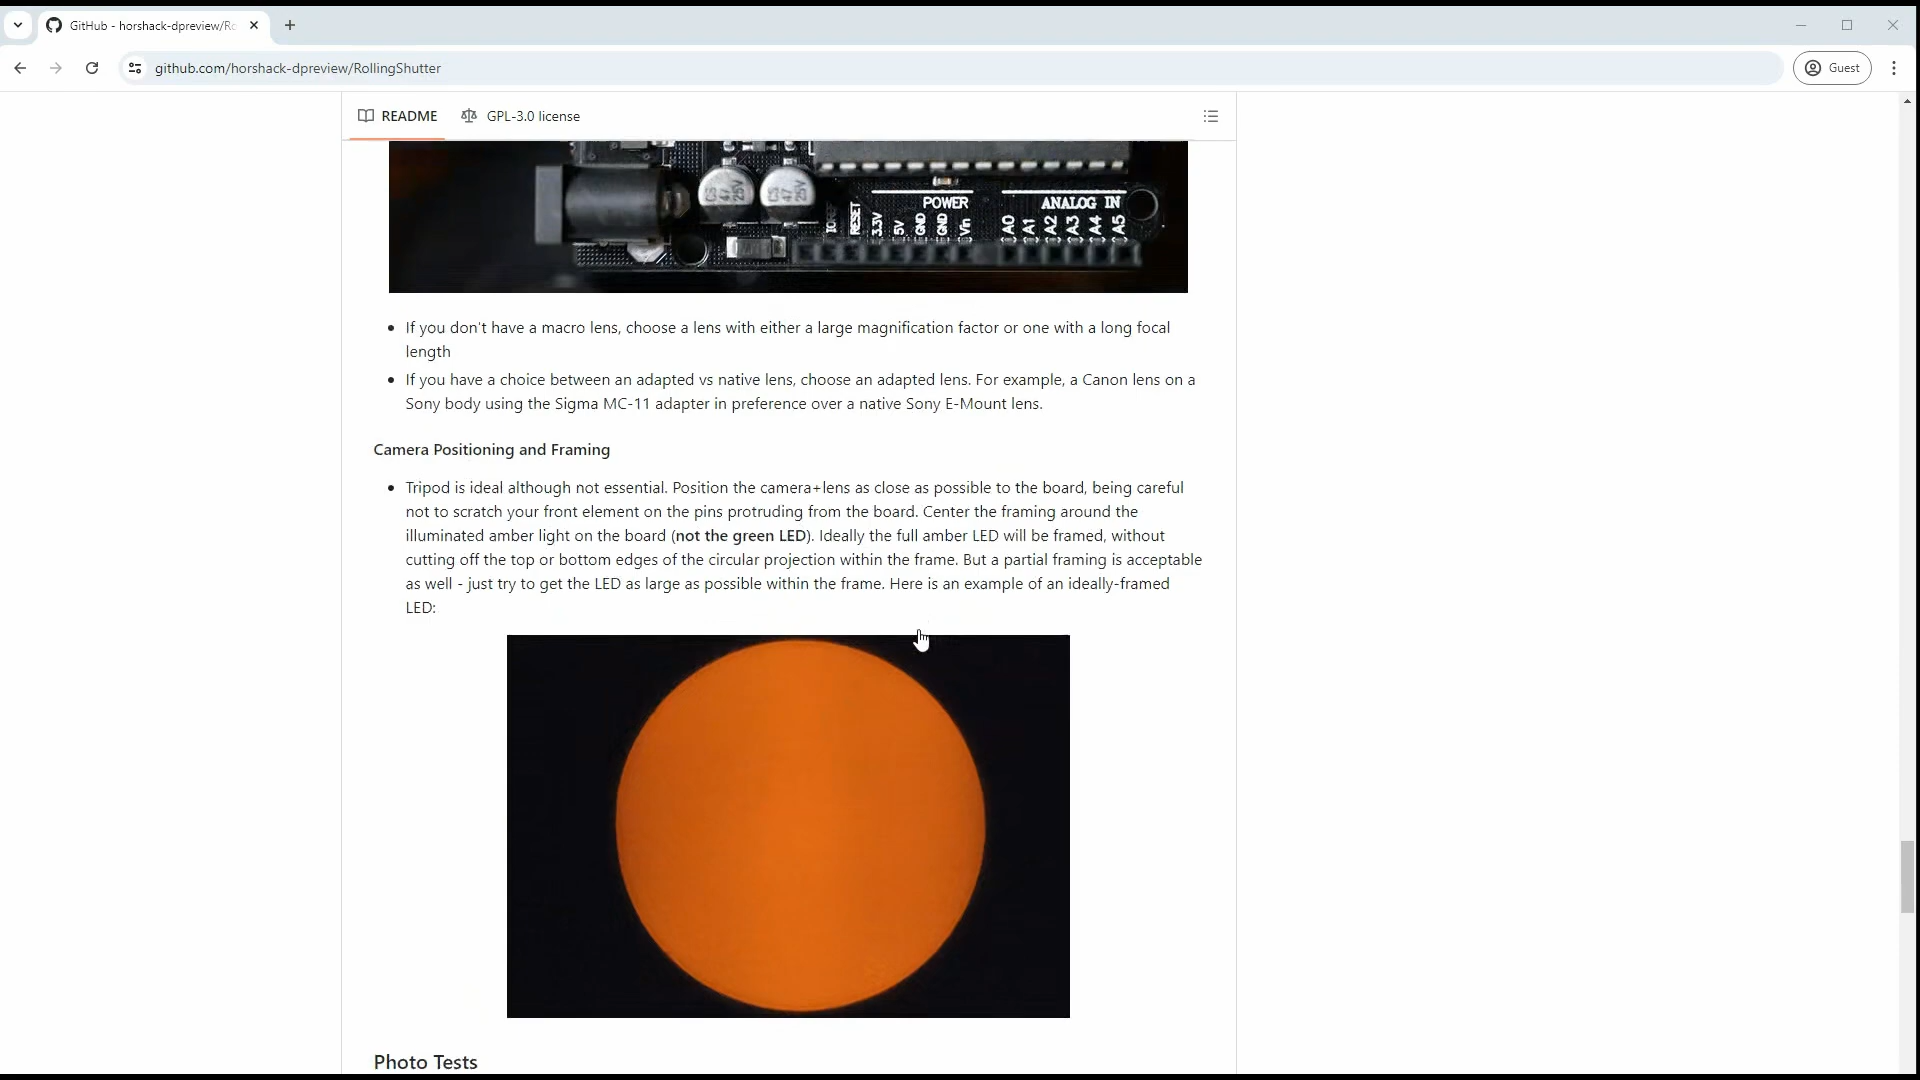 GitHub - horshack-dpreview/Ro
github.com/horshack-dpreview/RollingShutter
Guest
README
GPL-3.0 license
CS
47
25V
CS
47
25V
POWER
ANALOG IN
RESET
3.3V
5V
GND
GND
Vin
A0
A1
A2
A3
A4
A5
If you don't have a macro lens, choose a lens with either a large magnification factor or one with a long focal
length
If you have a choice between an adapted vs native lens, choose an adapted lens. For example, a Canon lens on a
Sony body using the Sigma MC-11 adapter in preference over a native Sony E-Mount lens.
Camera Positioning and Framing
Tripod is ideal although not essential. Position the camera+lens as close as possible to the board, being careful
not to scratch your front element on the pins protruding from the board. Center the framing around the
illuminated amber light on the board (not the green LED). Ideally the full amber LED will be framed, without
cutting off the top or bottom edges of the circular projection within the frame. But a partial framing is acceptable
as well - just try to get the LED as large as possible within the frame. Here is an example of an ideally-framed
LED:
Photo Tests